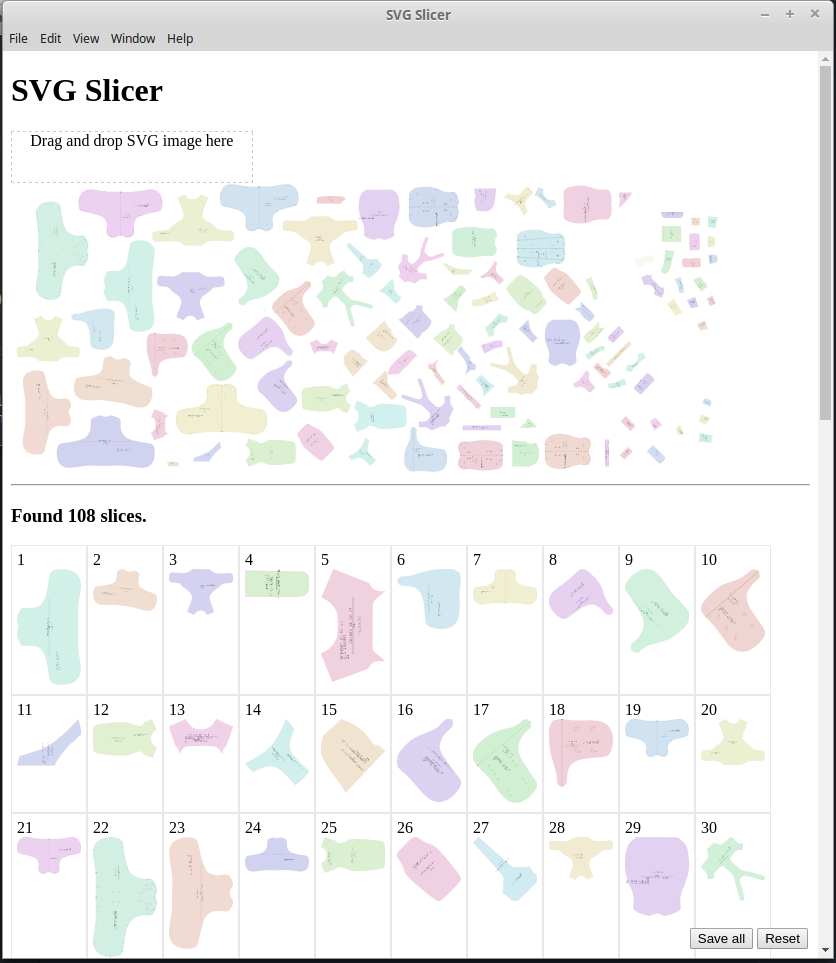 SVG Slicer
File Edit View Window Help
SVG Slicer
Drag and drop SVG image here
Found 108 slices.
1 2 3 4 5 6 7 8 9 10
11 12 13 14 15 16 17 18 19 20
21 22 23 24 25 26 27 28 29 30
Save all Reset